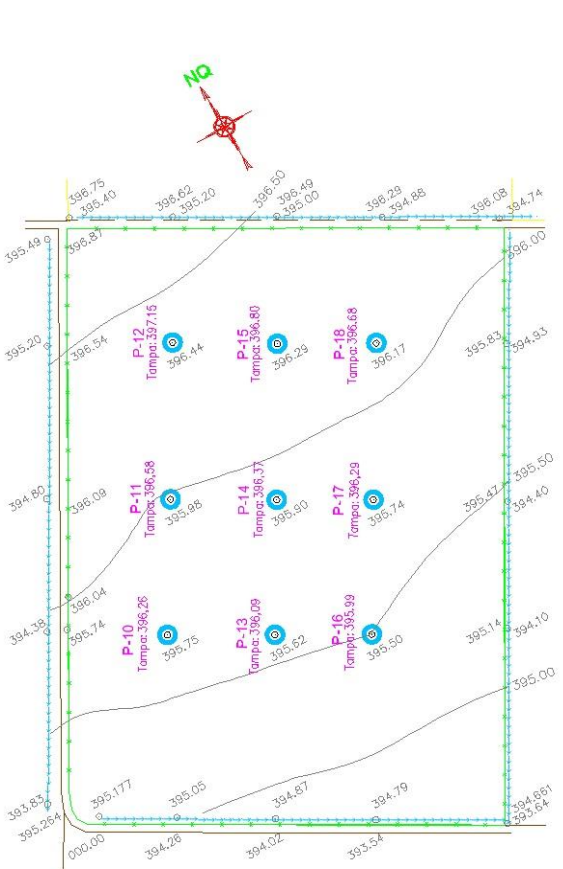 NQ
396.75
395.40
396.62
395.20
396.50
396.49
395.00
396.29
394.88
396.08
394.74
395.49
396.87
396.00
P-12
Tampa: 397.15
396.44
P-15
Tampa: 396.80
396.29
P-18
Tampa: 396.68
396.17
395.20
396.54
395.83
394.93
P-11
Tampa: 396,58
395.98
P-14
Tampa: 396,37
395.90
P-17
Tampa: 396,29
395.74
394.80
396.09
395.47
395.50
394.40
P-10
Tampa: 396,26
395.75
P-13
Tampa: 396,09
395.62
P-16
Tampa: 395.99
395.50
396.04
394.38
395.74
395.14
394.10
395.00
393.83
395.264
395.177
395.05
394.87
394.79
394.661
393.64
000.00
394.26
394.02
393.54